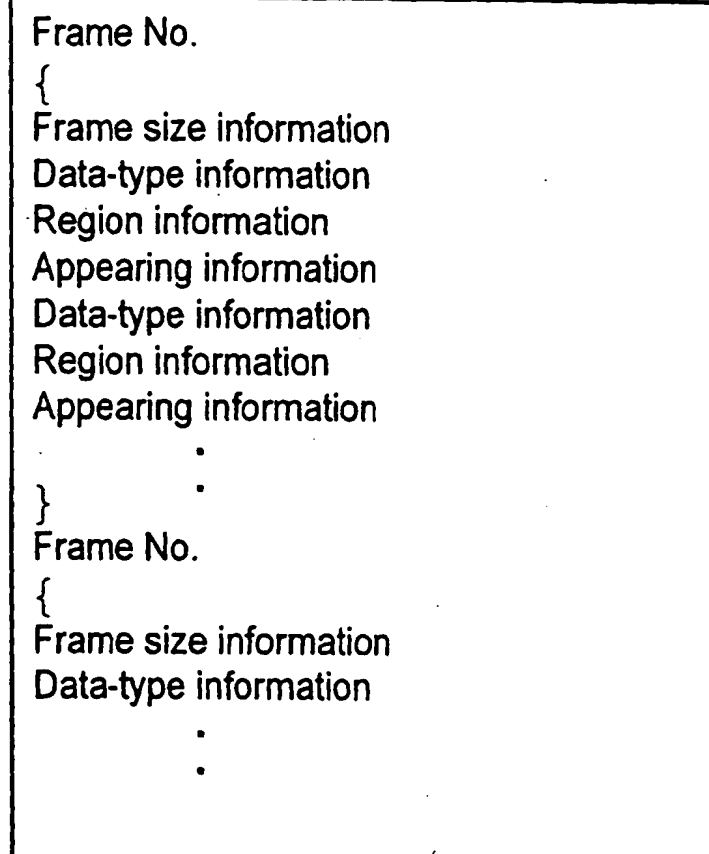 Frame No.
{
Frame size information
Data-type information
Region information
Appearing information
Data-type information
Region information
Appearing information
.
.
}
Frame No.
{
Frame size information
Data-type information
.
.